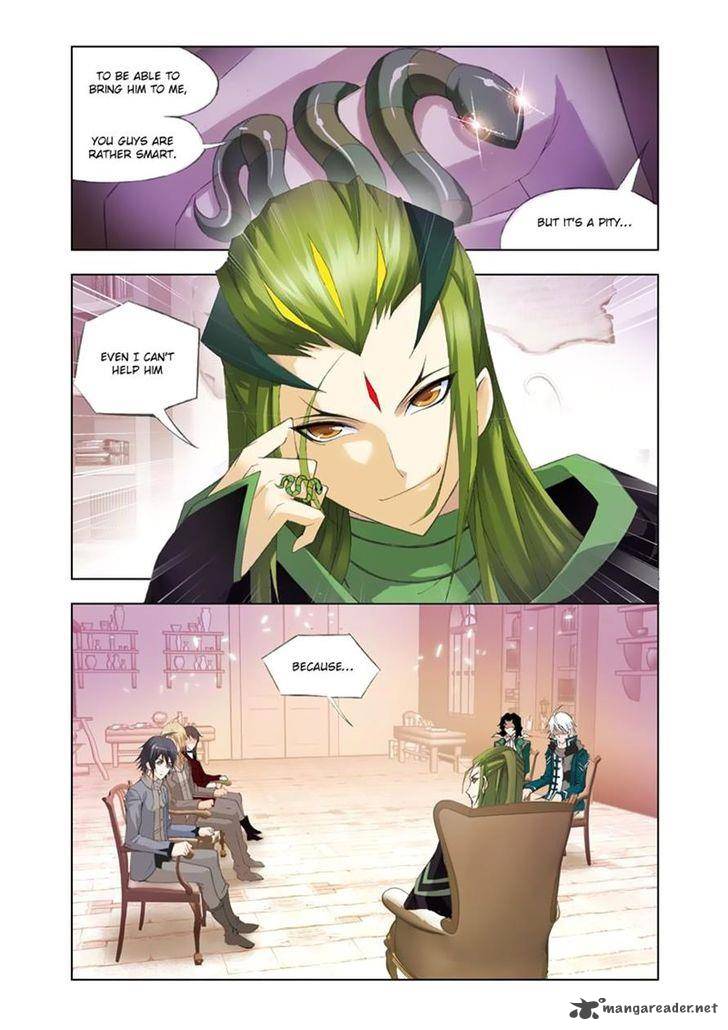 TO BE ABLE TO
BRING HIM TO ME,
YOU GUYS ARE
RATHER SMART.
BUT IT'S A PITY...
EVEN I CAN'T
HELP HIM
BECAUSE...
mangareader.net